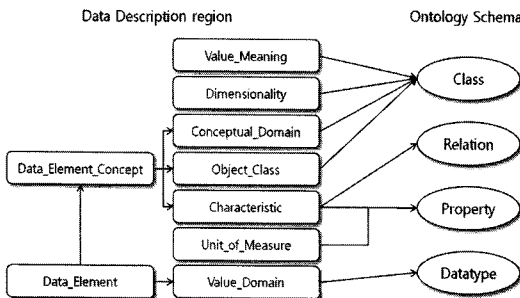 Data Description region
Ontology Schema
Value_Meaning
Dimensionality
Class
Conceptual_Domain
Relation
Data_Element_Concept
Object_Class
Characteristic
Property
Unit_of_Measure
Data_Element
Value_Domain
Datatype